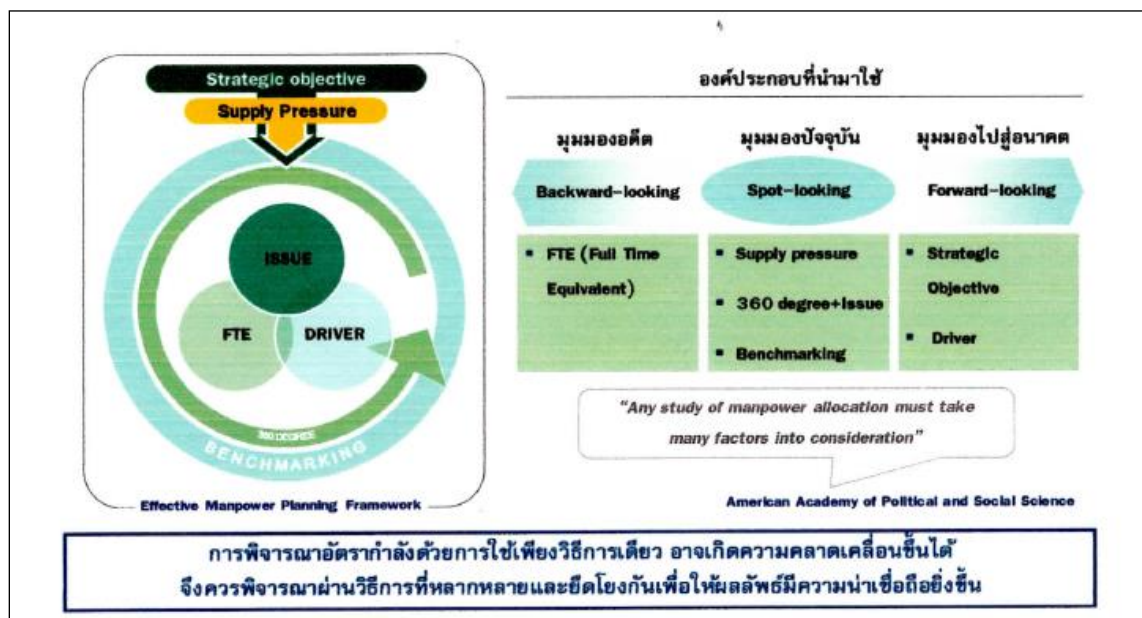 Strategic objective
Supply Pressure
ISSUE
FTE
DRIVER
360 DEGREE
BENCHMARKING
Effective Manpower Planning Framework
องค์ประกอบที่นำมาใช้
มุมมองอดีต
มุมมองปัจจุบัน
มุมมองไปสู่อนาคต
Backward-looking
Spot-looking
Forward-looking
▪ FTE (Full Time
Equivalent)
▪ Supply pressure
▪ 360 degree+Issue
▪ Benchmarking
▪ Strategic
Objective
▪ Driver
"Any study of manpower allocation must take
many factors into consideration"
American Academy of Political and Social Science
การพิจารณาอัตรากำลังด้วยการใช้เพียงวิธีการเดียว อาจเกิดความคลาดเคลื่อนขึ้นได้
จึงควรพิจารณาผ่านวิธีการที่หลากหลายและยึดโยงกันเพื่อให้ผลลัพธ์มีความน่าเชื่อถือยิ่งขึ้น